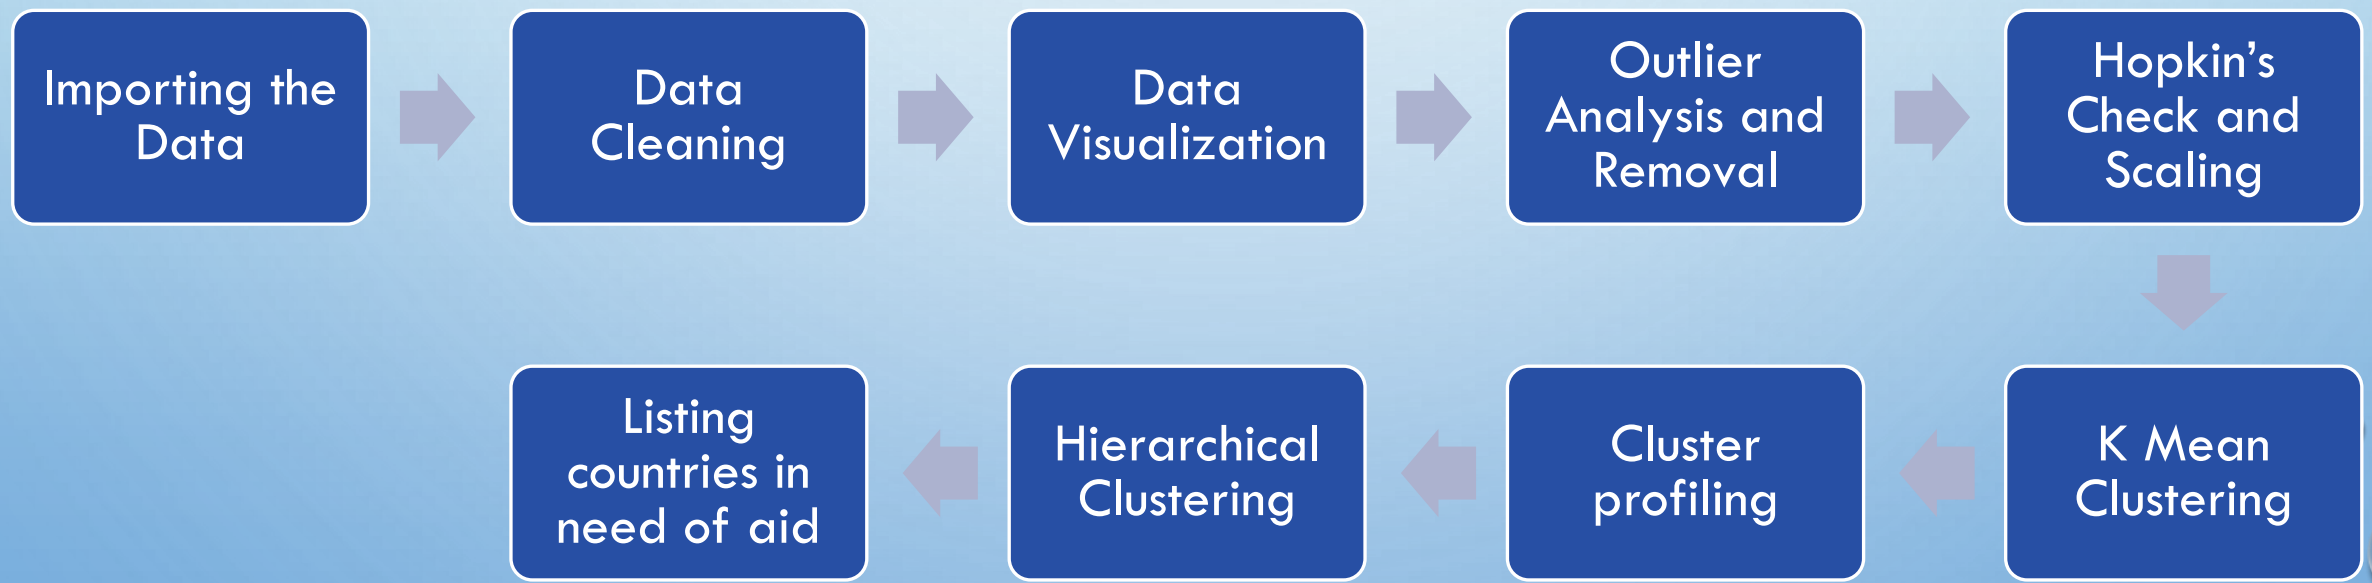 Importing the
Data
Data
Cleaning
Data
Visualization
Outlier
Analysis and
Removal
Hopkin’s
Check and
Scaling
K Mean
Clustering
Cluster
profiling
Hierarchical
Clustering
Listing
countries in
need of aid